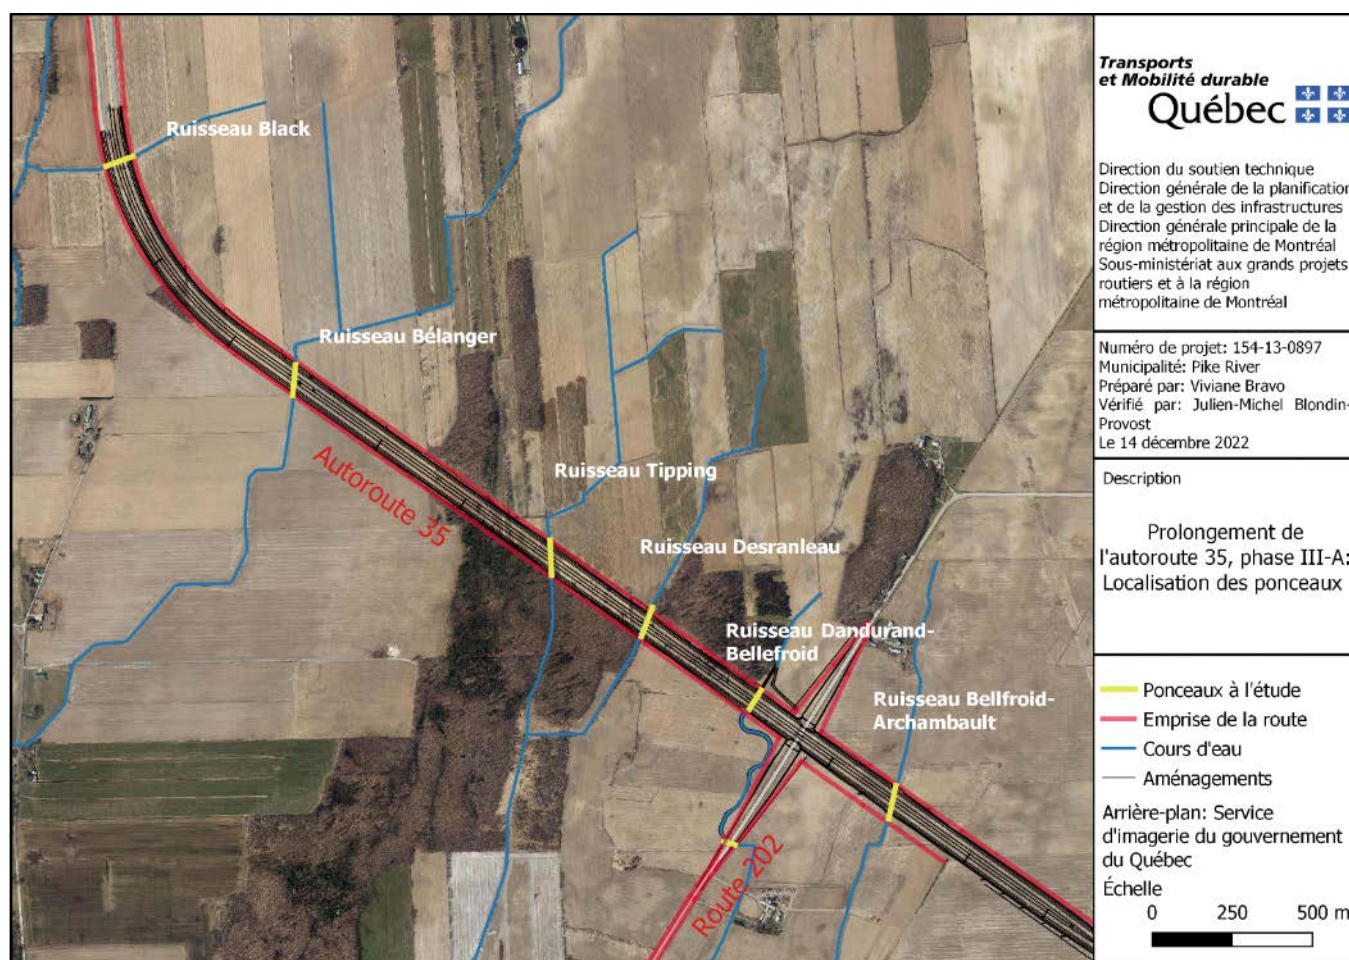 Ruisseau Black
Ruisseau Bélanger
Autoroute 35
Ruisseau Tipping
Ruisseau Desranleau
Ruisseau Dandurand-
Bellefroid
Ruisseau Bellfroid-
Archambault
Route 202
Transports
et Mobilité durable
Québec
Direction du soutien technique
Direction générale de la planification
et de la gestion des infrastructures
Direction générale principale de la
région métropolitaine de Montréal
Sous-ministériat aux grands projets
routiers et à la région
métropolitaine de Montréal
Numéro de projet: 154-13-0897
Municipalité: Pike River
Préparé par: Viviane Bravo
Vérifié par: Julien-Michel Blondin-
Provost
Le 14 décembre 2022
Description
Prolongement de
l'autoroute 35, phase III-A:
Localisation des ponceaux
Ponceaux à l'étude
Emprise de la route
Cours d'eau
Aménagements
Arrière-plan: Service
d'imagerie du gouvernement
du Québec
Échelle
0 250 500 m